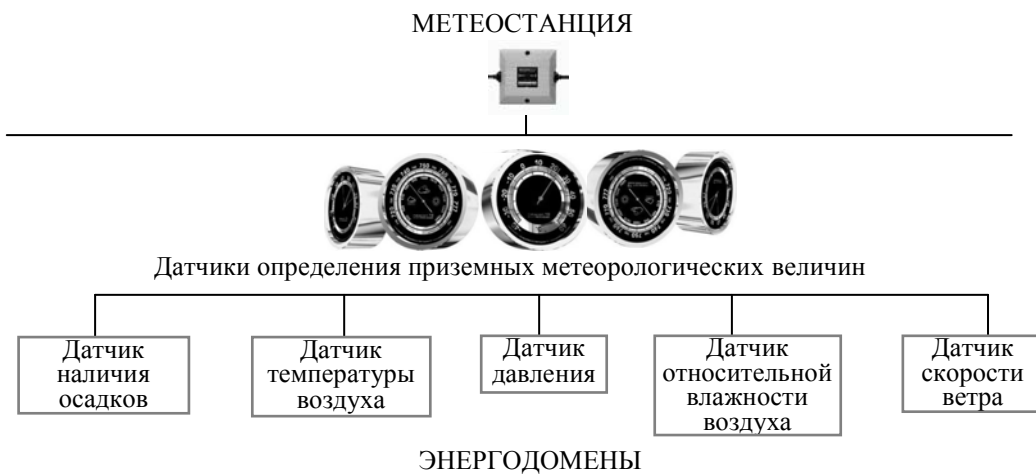 МЕТЕОСТАНЦИЯ
Датчики определения приземных метеорологических величин
Датчик
наличия
осадков
Датчик
температуры
воздуха
Датчик
давления
Датчик
относительной
влажности
воздуха
Датчик
скорости
ветра
ЭНЕРГОДОМЕНЫ